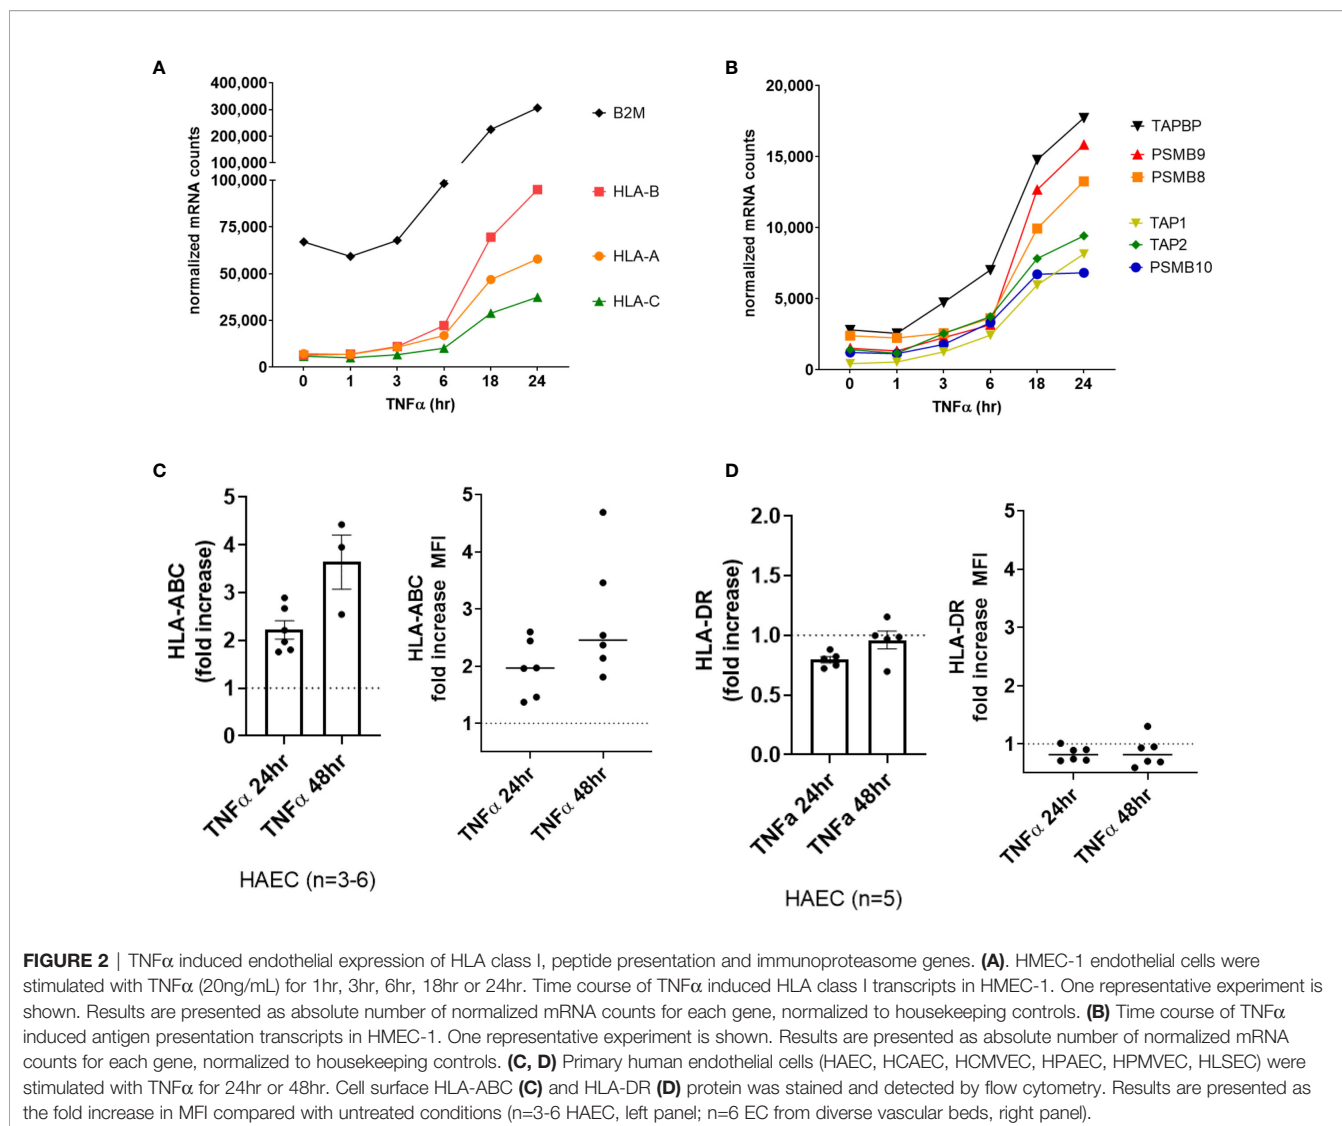 A
normalized mRNA counts
400,000
300,000
200,000
100,000
100,000
75,000
50,000
25,000
0
0 1 3 6 18 24
TNFα (hr)
B2M
HLA-B
HLA-A
HLA-C
B
normalized mRNA counts
20,000
15,000
10,000
5,000
0
0 1 3 6 18 24
TNFα (hr)
TAPBP
PSMB9
PSMB8
TAP1
TAP2
PSMB10
C
HLA-ABC
(fold increase)
5
4
3
2
1
0
TNFα 24hr
TNFα 48hr
HAEC (n=3-6)
HLA-ABC
fold increase MFI
5
4
3
2
1
TNFα 24hr
TNFα 48hr
D
HLA-DR
(fold increase)
2.0
1.5
1.0
0.5
0.0
TNFa 24hr
TNFa 48hr
HAEC (n=5)
HLA-DR
fold increase MFI
5
4
3
2
1
TNFα 24hr
TNFα 48hr
FIGURE 2 | TNFα induced endothelial expression of HLA class I, peptide presentation and immunoproteasome genes. (A). HMEC-1 endothelial cells were
stimulated with TNFα (20ng/mL) for 1hr, 3hr, 6hr, 18hr or 24hr. Time course of TNFα induced HLA class I transcripts in HMEC-1. One representative experiment is
shown. Results are presented as absolute number of normalized mRNA counts for each gene, normalized to housekeeping controls. (B) Time course of TNFα
induced antigen presentation transcripts in HMEC-1. One representative experiment is shown. Results are presented as absolute number of normalized mRNA
counts for each gene, normalized to housekeeping controls. (C, D) Primary human endothelial cells (HAEC, HCAEC, HCMVEC, HPAEC, HPMVEC, HLSEC) were
stimulated with TNFα for 24hr or 48hr. Cell surface HLA-ABC (C) and HLA-DR (D) protein was stained and detected by flow cytometry. Results are presented as
the fold increase in MFI compared with untreated conditions (n=3-6 HAEC, left panel; n=6 EC from diverse vascular beds, right panel).